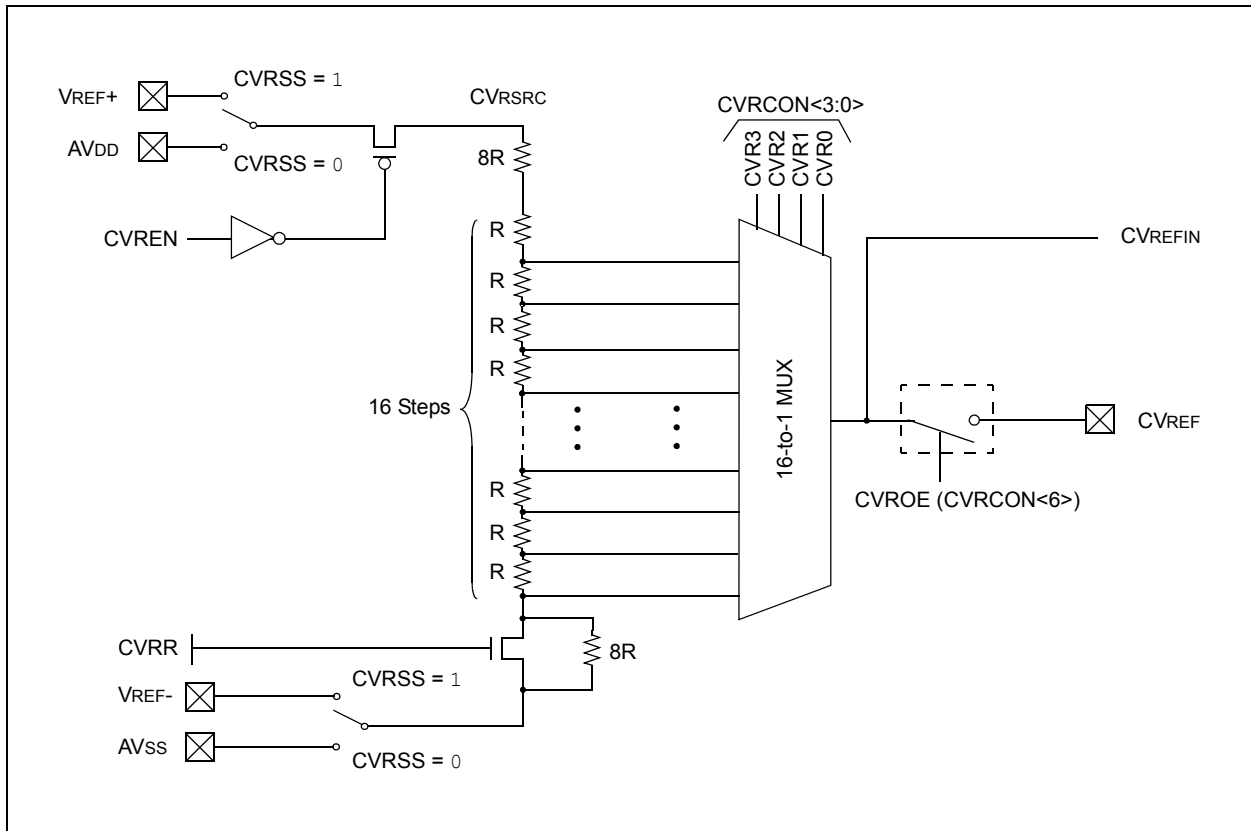 CVRSS = 1
VREF+
CVRSRC
CVRCON<3:0>
AVDD
CVRSS = 0
8R
CVR3
CVR2
CVR1
CVR0
CVREN
R
CVREFIN
R
R
R
16 Steps
16-to-1 MUX
CVREF
R
CVROE (CVRCON<6>)
R
R
CVRR
8R
CVRSS = 1
VREF-
AVSS
CVRSS = 0